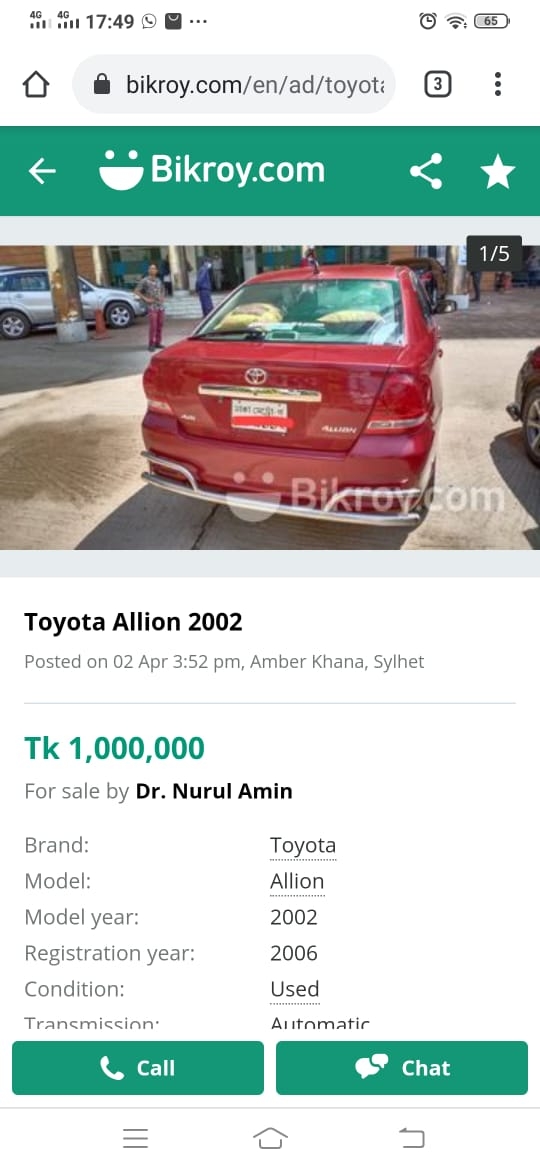 4G 4G 17:49 ... 65
bikroy.com/en/ad/toyota 3
Bikroy.com
1/5
ঢাকা মেট্রো-গ
ALLION
Bikroy.com
Toyota Allion 2002
Posted on 02 Apr 3:52 pm, Amber Khana, Sylhet
Tk 1,000,000
For sale by Dr. Nurul Amin
Brand: Toyota
Model: Allion
Model year: 2002
Registration year: 2006
Condition: Used
Transmission: Automatic
Call Chat